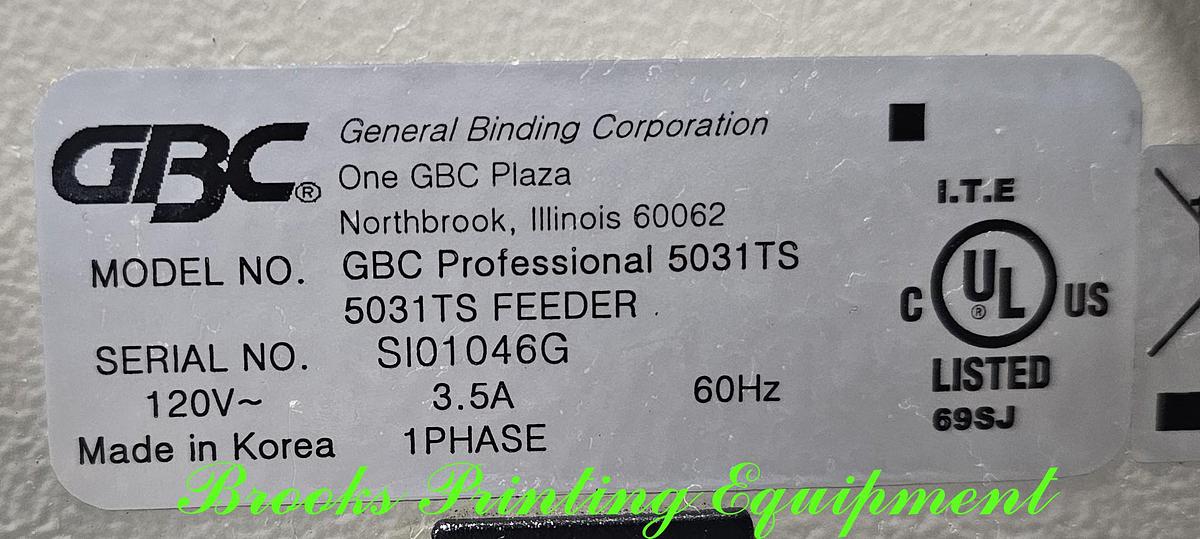 GBC®
General Binding Corporation
One GBC Plaza
Northbrook, Illinois 60062
MODEL NO. GBC Professional 5031TS
5031TS FEEDER
SERIAL NO. SI01046G
120V~ 3.5A 60Hz
Made in Korea 1PHASE
I.T.E
C UL® US
LISTED
69SJ
Brooks Printing Equipment